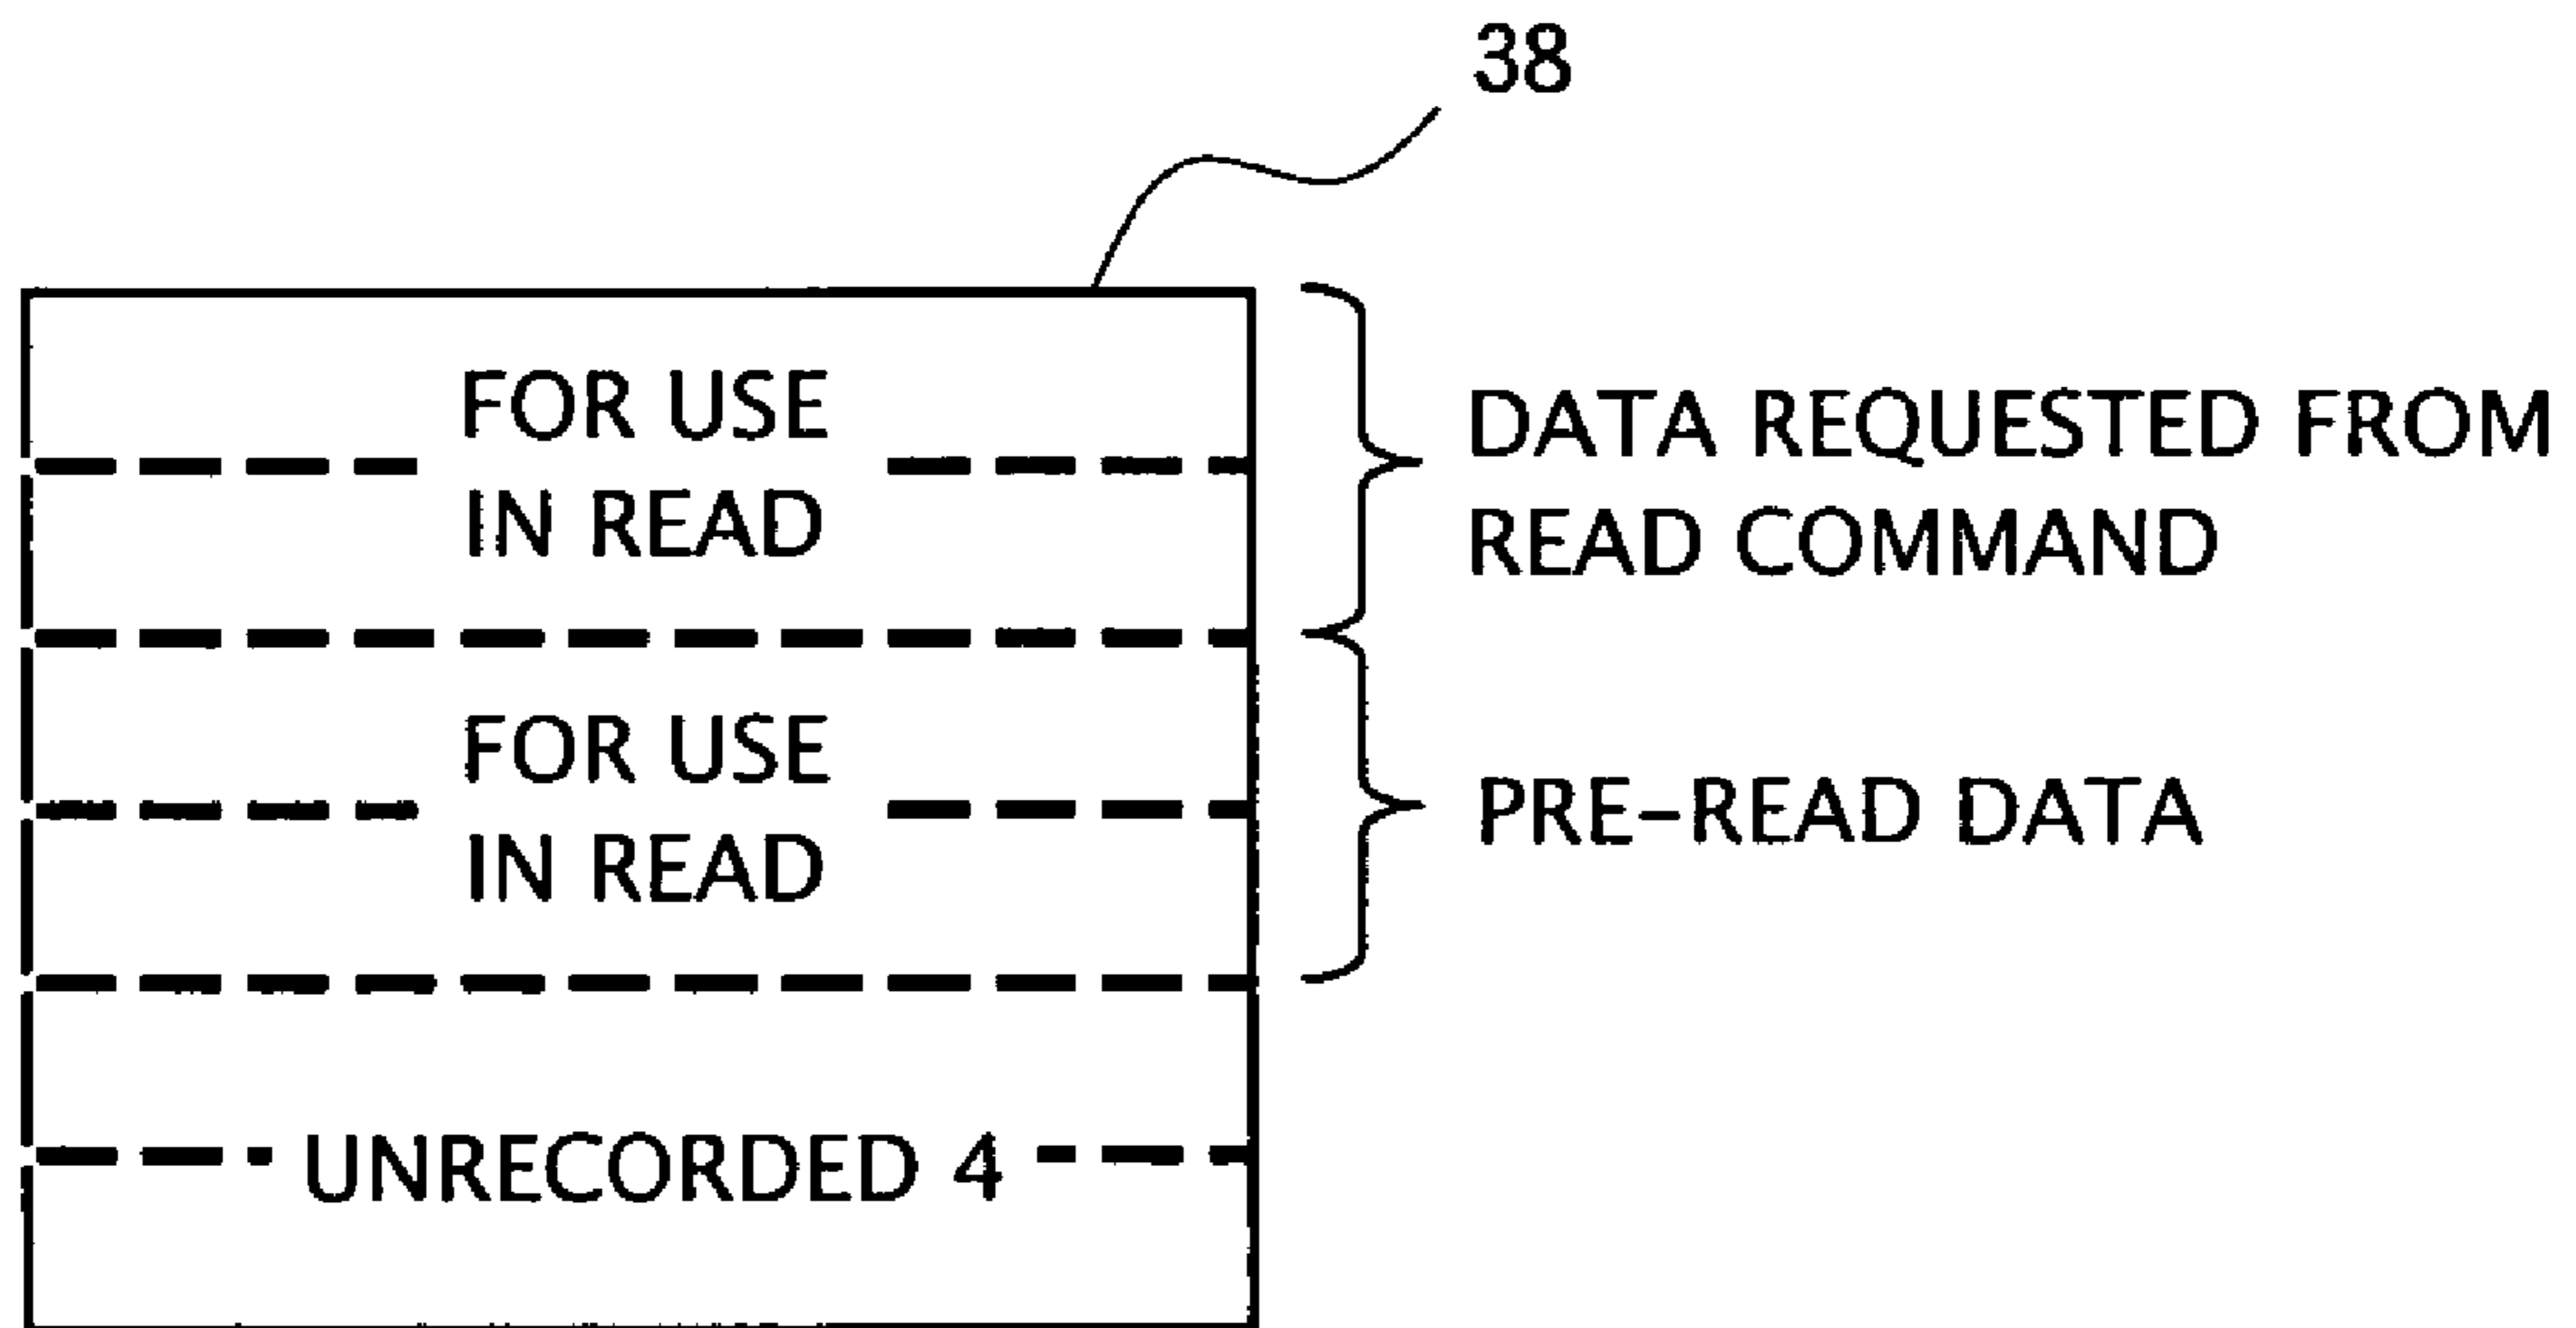 38
FOR USE
IN READ
DATA REQUESTED FROM
READ COMMAND
FOR USE
IN READ
PRE-READ DATA
UNRECORDED 4